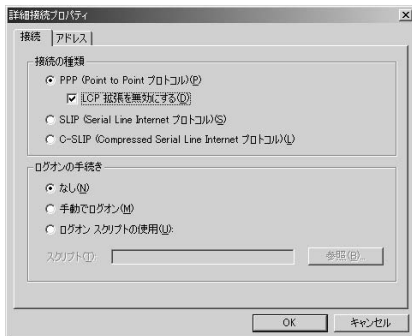 詳細接続プロパティ
接続 アドレス
接続の種類
PPP (Point to Point プロトコル)(P)
LCP 拡張を無効にする(D)
SLIP (Serial Line Internet プロトコル)(S)
C-SLIP (Compressed Serial Line Internet プロトコル)(L)
ログオンの手続き
なし(N)
手動でログオン(M)
ログオン スクリプトの使用(U):
スクリプト(T):
参照(B)...
OK キャンセル